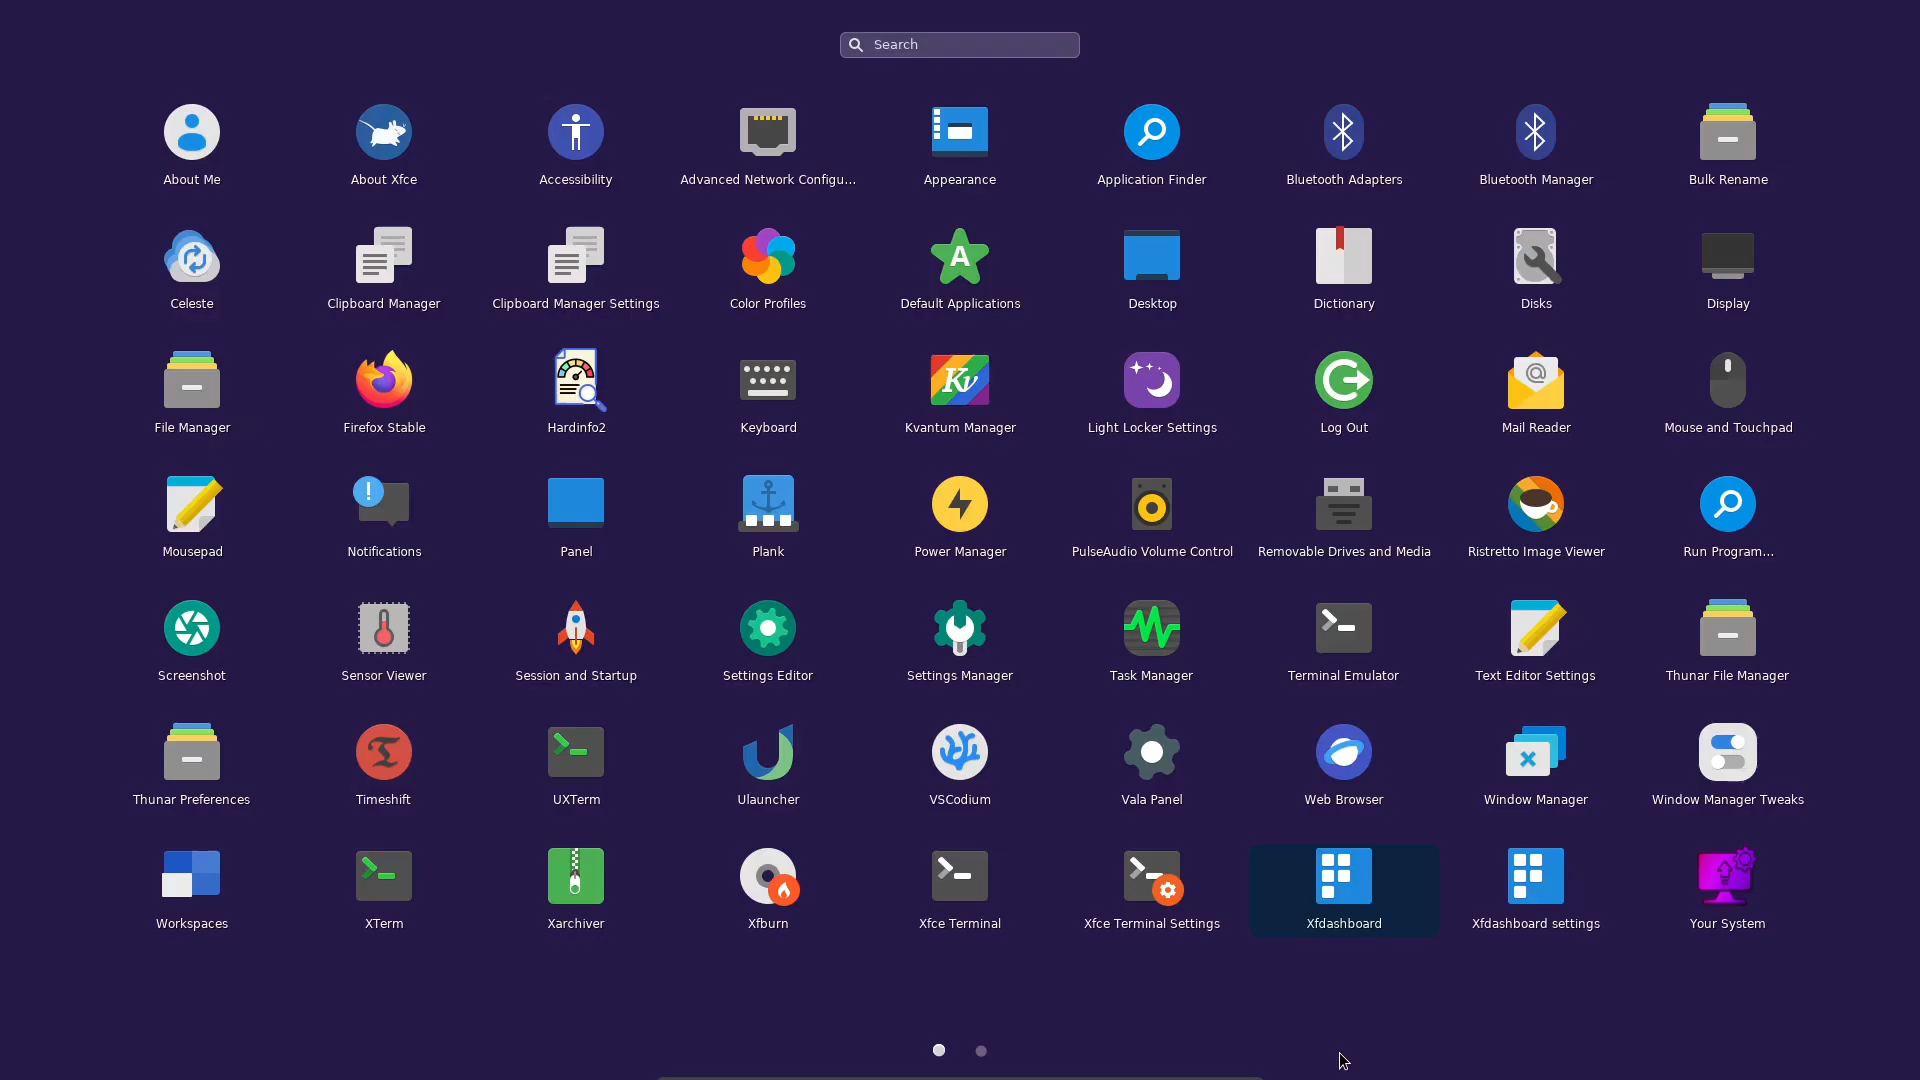 Search
About Me
About Xfce
Accessibility
Advanced Network Configu...
Appearance
Application Finder
Bluetooth Adapters
Bluetooth Manager
Bulk Rename
Celeste
Clipboard Manager
Clipboard Manager Settings
Color Profiles
Default Applications
Desktop
Dictionary
Disks
Display
File Manager
Firefox Stable
Hardinfo2
Keyboard
Kvantum Manager
Light Locker Settings
Log Out
Mail Reader
Mouse and Touchpad
Mousepad
Notifications
Panel
Plank
Power Manager
PulseAudio Volume Control
Removable Drives and Media
Ristretto Image Viewer
Run Program...
Screenshot
Sensor Viewer
Session and Startup
Settings Editor
Settings Manager
Task Manager
Terminal Emulator
Text Editor Settings
Thunar File Manager
Thunar Preferences
Timeshift
UXTerm
Ulauncher
VSCodium
Vala Panel
Web Browser
Window Manager
Window Manager Tweaks
Workspaces
XTerm
Xarchiver
Xfburn
Xfce Terminal
Xfce Terminal Settings
Xfdashboard
Xfdashboard settings
Your System